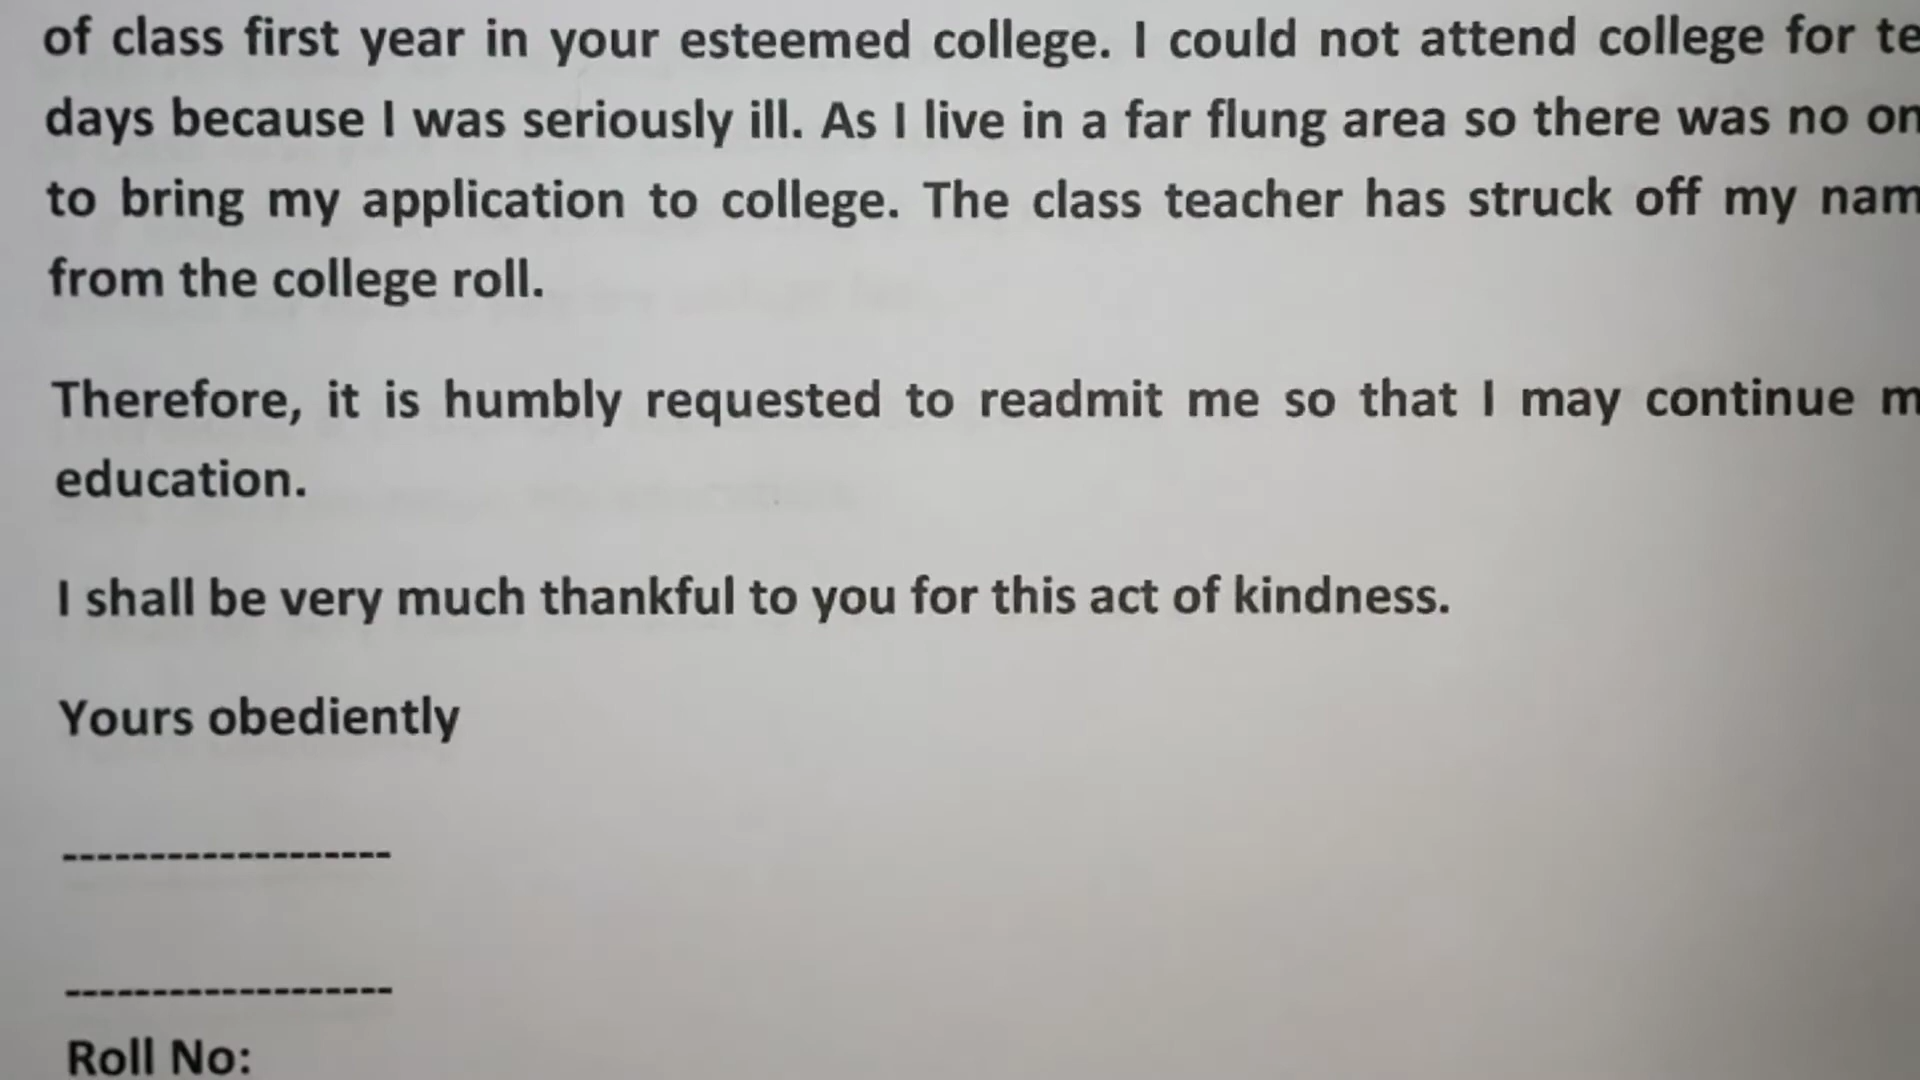 of class first year in your esteemed college. I could not attend college for te
days because I was seriously ill. As I live in a far flung area so there was no on
to bring my application to college. The class teacher has struck off my nam
from the college roll.
Therefore, it is humbly requested to readmit me so that I may continue m
education.
I shall be very much thankful to you for this act of kindness.
Yours obediently
-------------------
-------------------
Roll No: